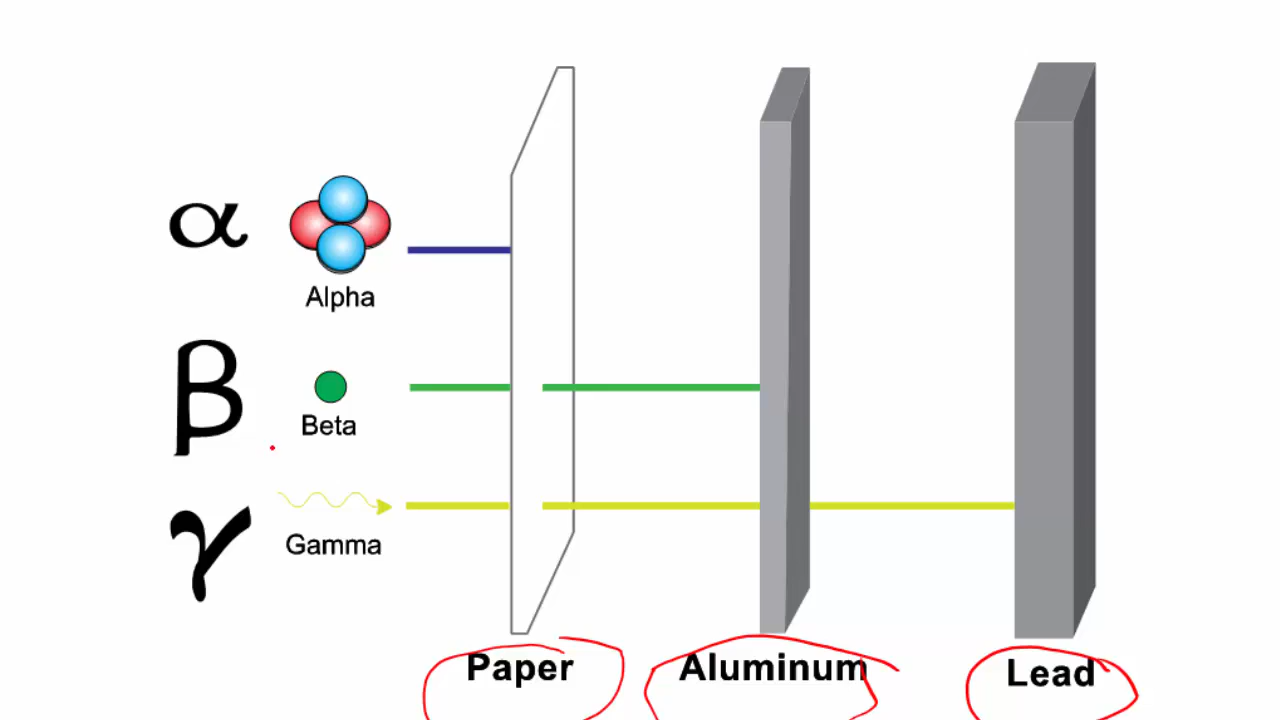 α
Alpha
β
Beta
γ
Gamma
Paper
Aluminum
Lead